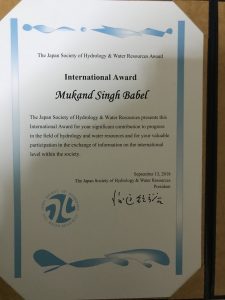 The Japan Society of Hydrology & Water Resources Award
International Award
Mukand Singh Babel
The Japan Society of Hydrology & Water Resources presents this
International Award for your significant contribution to progress
in the field of hydrology and water resources and for your valuable
participation in the exchange of information on the international
level within the society.
September 13, 2018
The Japan Society of Hydrology & Water Resources
President